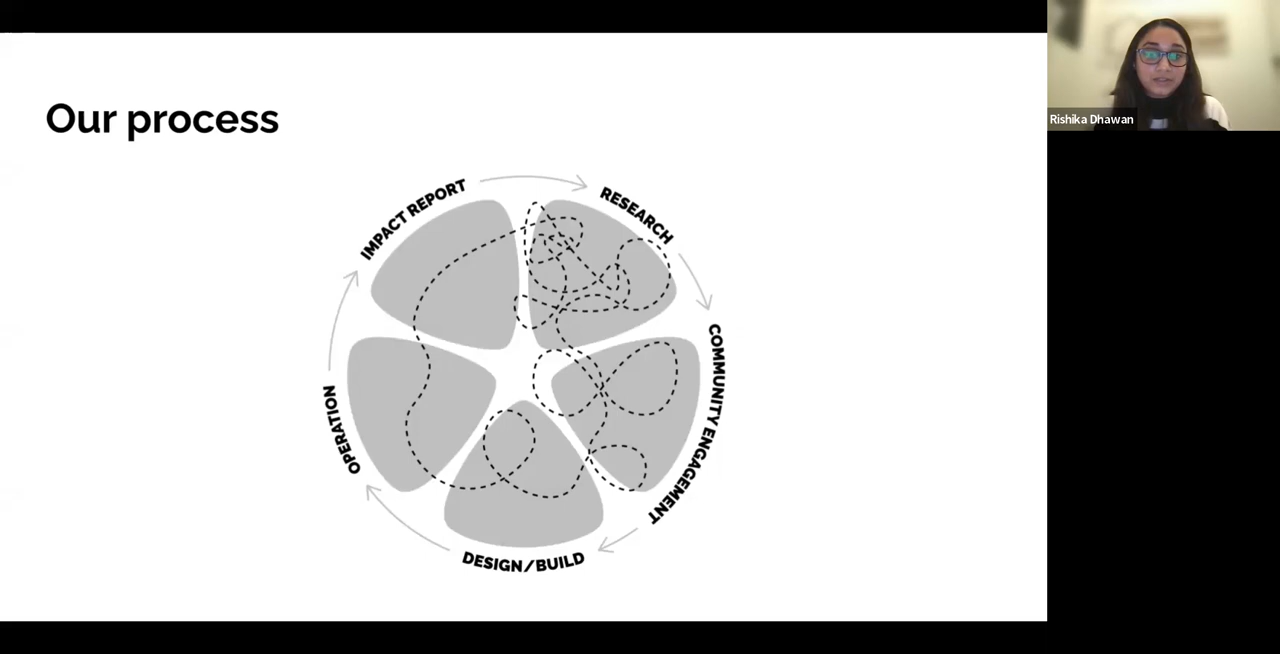 Our process
IMPACT REPORT
RESEARCH
COMMUNITY ENGAGEMENT
DESIGN/BUILD
OPERATION
Rishika Dhawan